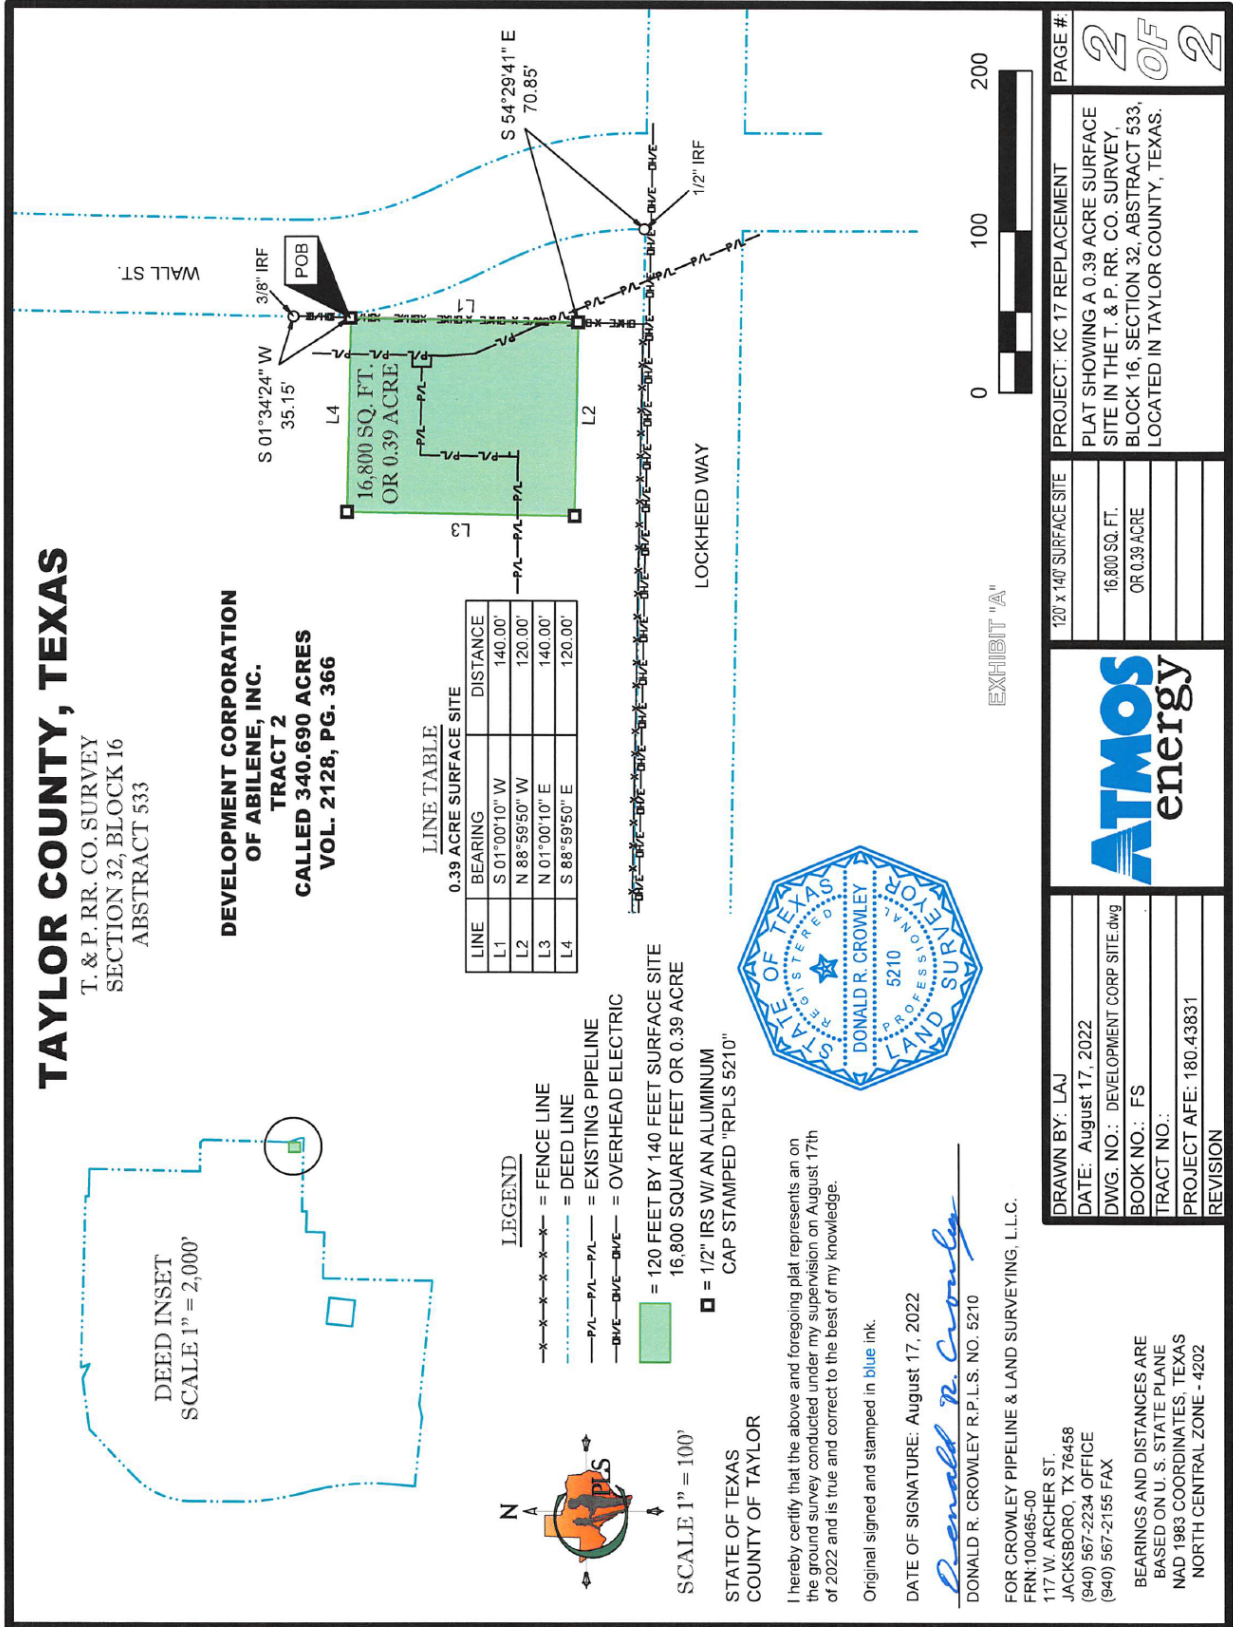 TAYLOR COUNTY, TEXAS
T. & P. RR. CO. SURVEY
SECTION 32, BLOCK 16
ABSTRACT 533
DEED INSET
SCALE 1" = 2,000'
DEVELOPMENT CORPORATION
OF ABILENE, INC.
TRACT 2
CALLED 340.690 ACRES
VOL. 2128, PG. 366
WALL ST.
3/8" IRF
POB
S 01°34'24" W
35.15'
L4
L1
L2
L3
16,800 SQ. FT.
OR 0.39 ACRE
S 54°29'41" E
70.85'
1/2" IRF
LOCKHEED WAY
LINE TABLE
0.39 ACRE SURFACE SITE
LINE BEARING DISTANCE
L1 S 01°00'10" W 140.00'
L2 N 88°59'50" W 120.00'
L3 N 01°00'10" E 140.00'
L4 S 88°59'50" E 120.00'
LEGEND
= FENCE LINE
= DEED LINE
P/L P/L = EXISTING PIPELINE
OH/E OH/E = OVERHEAD ELECTRIC
= 120 FEET BY 140 FEET SURFACE SITE
16,800 SQUARE FEET OR 0.39 ACRE
= 1/2" IRS W/ AN ALUMINUM
CAP STAMPED "RPLS 5210"
N
PLS
SCALE 1" = 100'
0 100 200
STATE OF TEXAS
COUNTY OF TAYLOR
I hereby certify that the above and foregoing plat represents an on
the ground survey conducted under my supervision on August 17th
of 2022 and is true and correct to the best of my knowledge.
Original signed and stamped in blue ink.
DATE OF SIGNATURE: August 17, 2022
Donald R. Crowley
DONALD R. CROWLEY R.P.L.S. NO. 5210
FOR CROWLEY PIPELINE & LAND SURVEYING, L.L.C.
FRN:100465-00
117 W. ARCHER ST.
JACKSBORO, TX 76458
(940) 567-2234 OFFICE
(940) 567-2155 FAX
BEARINGS AND DISTANCES ARE
BASED ON U. S. STATE PLANE
NAD 1983 COORDINATES, TEXAS
NORTH CENTRAL ZONE - 4202
STATE OF TEXAS
REGISTERED
DONALD R. CROWLEY
5210
PROFESSIONAL
LAND SURVEYOR
EXHIBIT "A"
DRAWN BY: LAJ
DATE: August 17, 2022
DWG. NO.: DEVELOPMENT CORP SITE.dwg
BOOK NO.: FS
TRACT NO.:
PROJECT AFE: 180.43831
REVISION
ATMOS
energy
120' x 140' SURFACE SITE
16,800 SQ. FT.
OR 0.39 ACRE
PROJECT: KC 17 REPLACEMENT
PLAT SHOWING A 0.39 ACRE SURFACE
SITE IN THE T. & P. RR. CO. SURVEY,
BLOCK 16, SECTION 32, ABSTRACT 533,
LOCATED IN TAYLOR COUNTY, TEXAS.
PAGE #:
2
OF
2